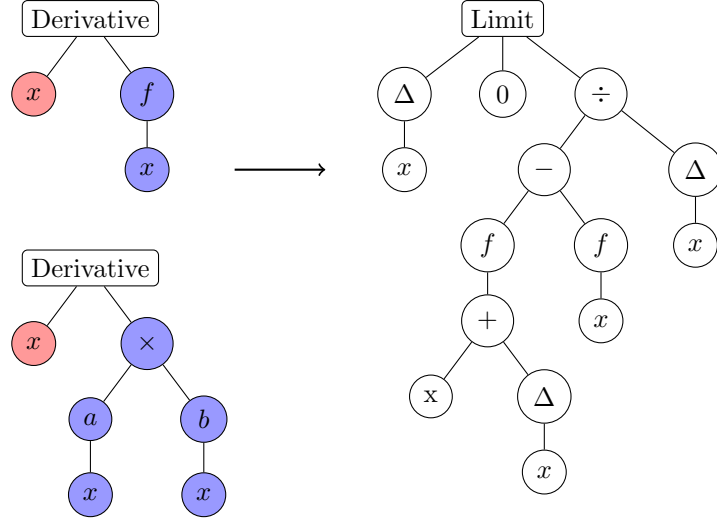 Derivative
x f
x
Derivative
x ×
a b
x x
Limit
Δ 0 ÷
x − Δ
f f x
+ x
x Δ
x